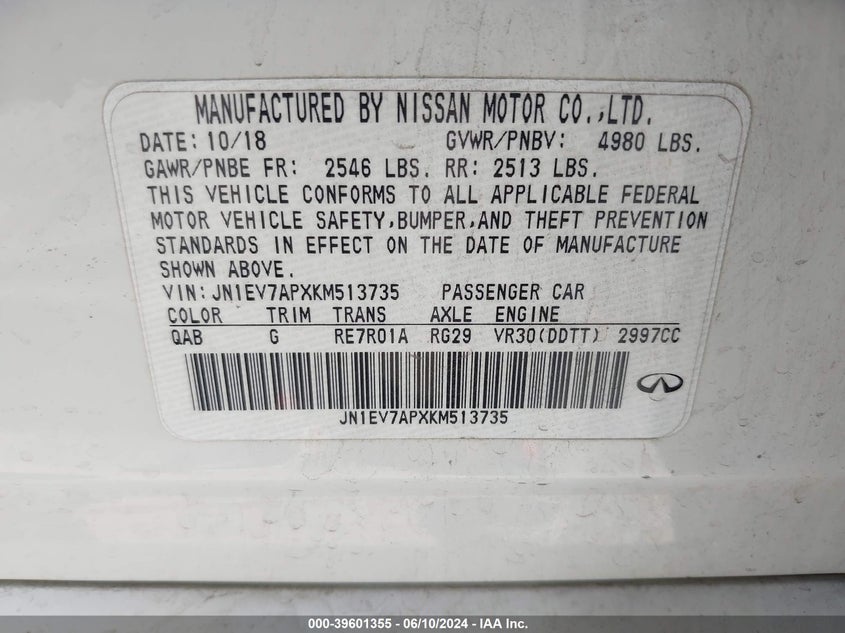 MANUFACTURED BY NISSAN MOTOR CO.,LTD.
DATE: 10/18 GVWR/PNBV: 4980 LBS.
GAWR/PNBE FR: 2546 LBS. RR: 2513 LBS.
THIS VEHICLE CONFORMS TO ALL APPLICABLE FEDERAL
MOTOR VEHICLE SAFETY,BUMPER,AND THEFT PREVENTION
STANDARDS IN EFFECT ON THE DATE OF MANUFACTURE
SHOWN ABOVE.
VIN: JN1EV7APXKM513735 PASSENGER CAR
COLOR TRIM TRANS AXLE ENGINE
QAB G RE7R01A RG29 VR30(DDTT) 2997CC
JN1EV7APXKM513735
000-39601355 - 06/10/2024 - IAA Inc.